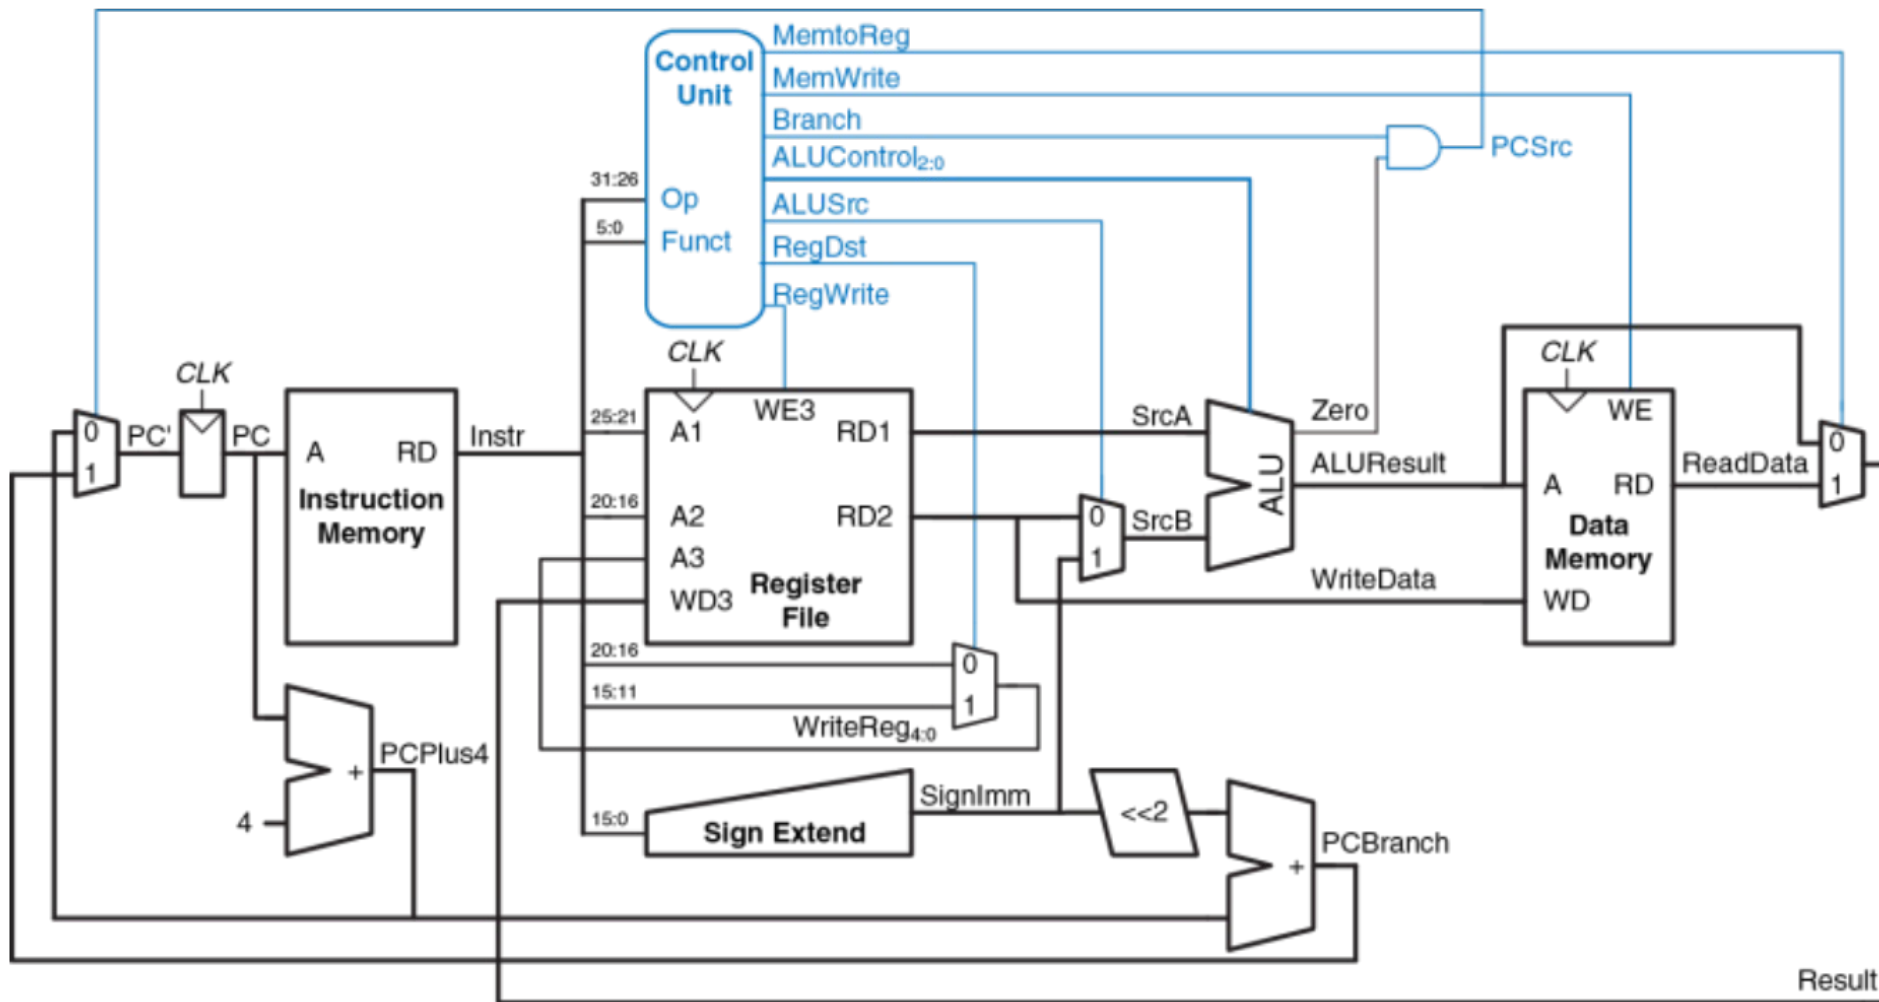 MemtoReg
Control
Unit
MemWrite
Branch
PCSrc
ALUControl2:0
31:26
Op
ALUSrc
5:0
Funct
RegDst
RegWrite
CLK
CLK
CLK
WE3
WE
25:21
SrcA
Zero
0
PC'
PC
Instr
A1
RD1
0
1
A
RD
ALU
ALUResult
ReadData
A
RD
1
Instruction
Memory
20:16
A2
RD2
0
SrcB
Data
Memory
A3
1
Register
File
WriteData
WD3
WD
20:16
0
15:11
1
WriteReg4:0
PCPlus4
+
4
SignImm
15:0
Sign Extend
<<2
PCBranch
+
Result